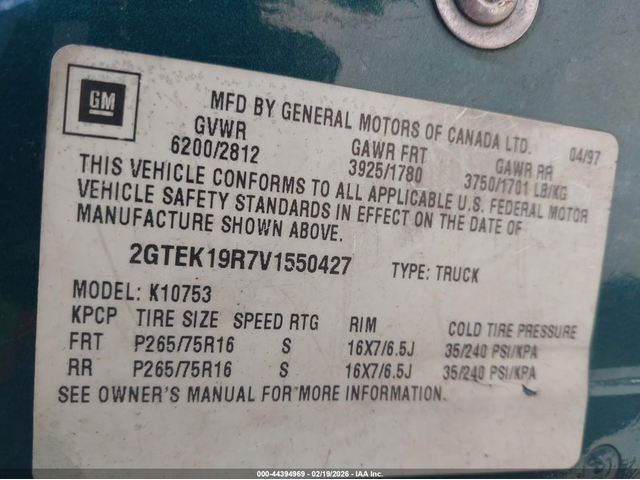 GM
MFD BY GENERAL MOTORS OF CANADA LTD.
GVWR GAWR FRT GAWR RR 04/97
6200/2812 3925/1780 3750/1701 LB/KG
THIS VEHICLE CONFORMS TO ALL APPLICABLE U.S. FEDERAL MOTOR
VEHICLE SAFETY STANDARDS IN EFFECT ON THE DATE OF
MANUFACTURE SHOWN ABOVE.
2GTEK19R7V1550427 TYPE: TRUCK
MODEL: K10753
KPCP TIRE SIZE SPEED RTG RIM COLD TIRE PRESSURE
FRT P265/75R16 S 16X7/6.5J 35/240 PSI/KPA
RR P265/75R16 S 16X7/6.5J 35/240 PSI/KPA
SEE OWNER'S MANUAL FOR MORE INFORMATION.
000-44394969 | 02/19/2026 | IAA Inc.